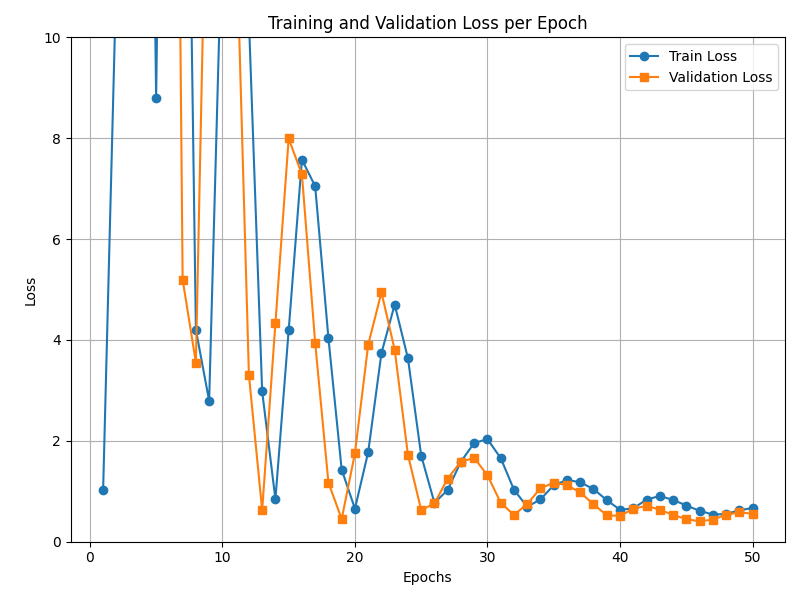 Training and Validation Loss per Epoch
Train Loss
Validation Loss
Loss
10
8
6
4
2
0
0 10 20 30 40 50
Epochs